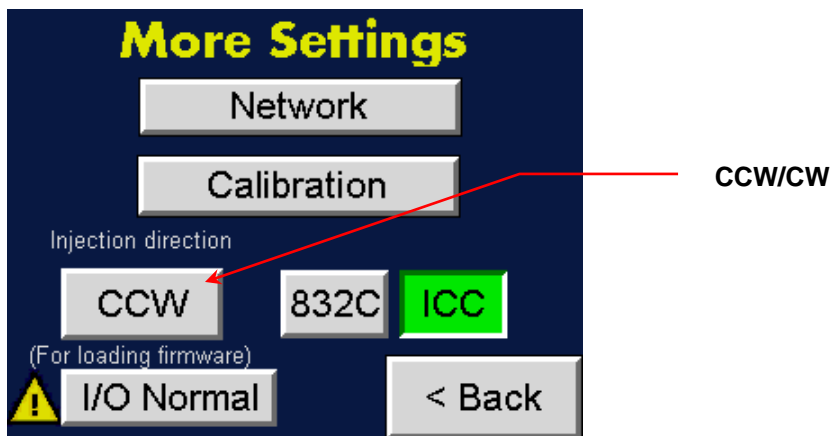 More Settings
Network
Calibration
CCW/CW
Injection direction
CCW
832C
ICC
(For loading firmware)
I/O Normal
< Back